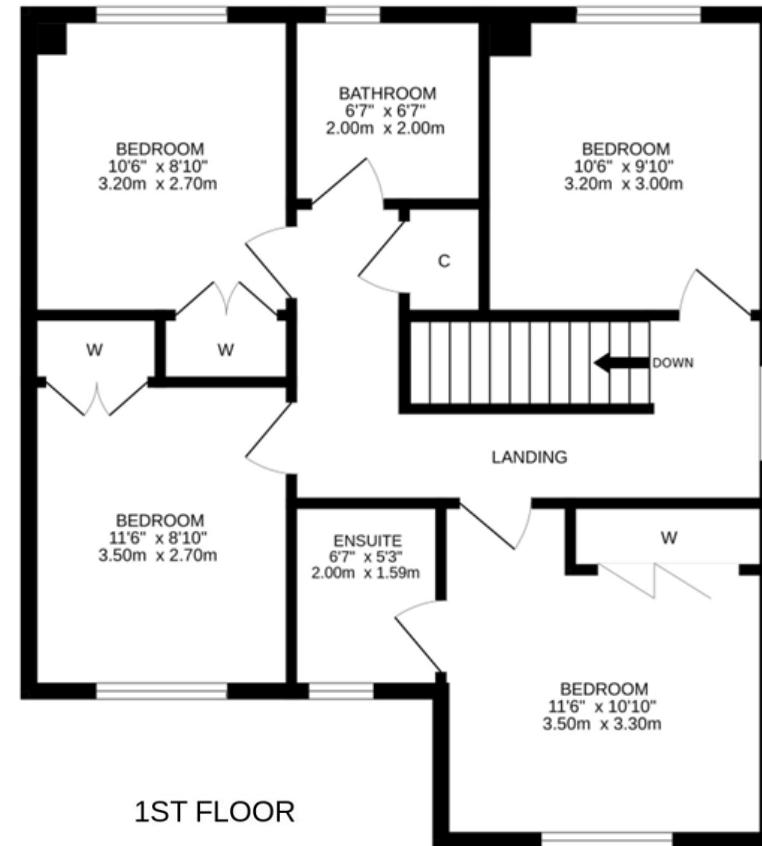 BATHROOM
6'7" x 6'7"
2.00m x 2.00m
BEDROOM
10'6" x 8'10"
3.20m x 2.70m
BEDROOM
10'6" x 9'10"
3.20m x 3.00m
C
W
W
DOWN
LANDING
BEDROOM
11'6" x 8'10"
3.50m x 2.70m
ENSUITE
6'7" x 5'3"
2.00m x 1.59m
W
BEDROOM
11'6" x 10'10"
3.50m x 3.30m
1ST FLOOR